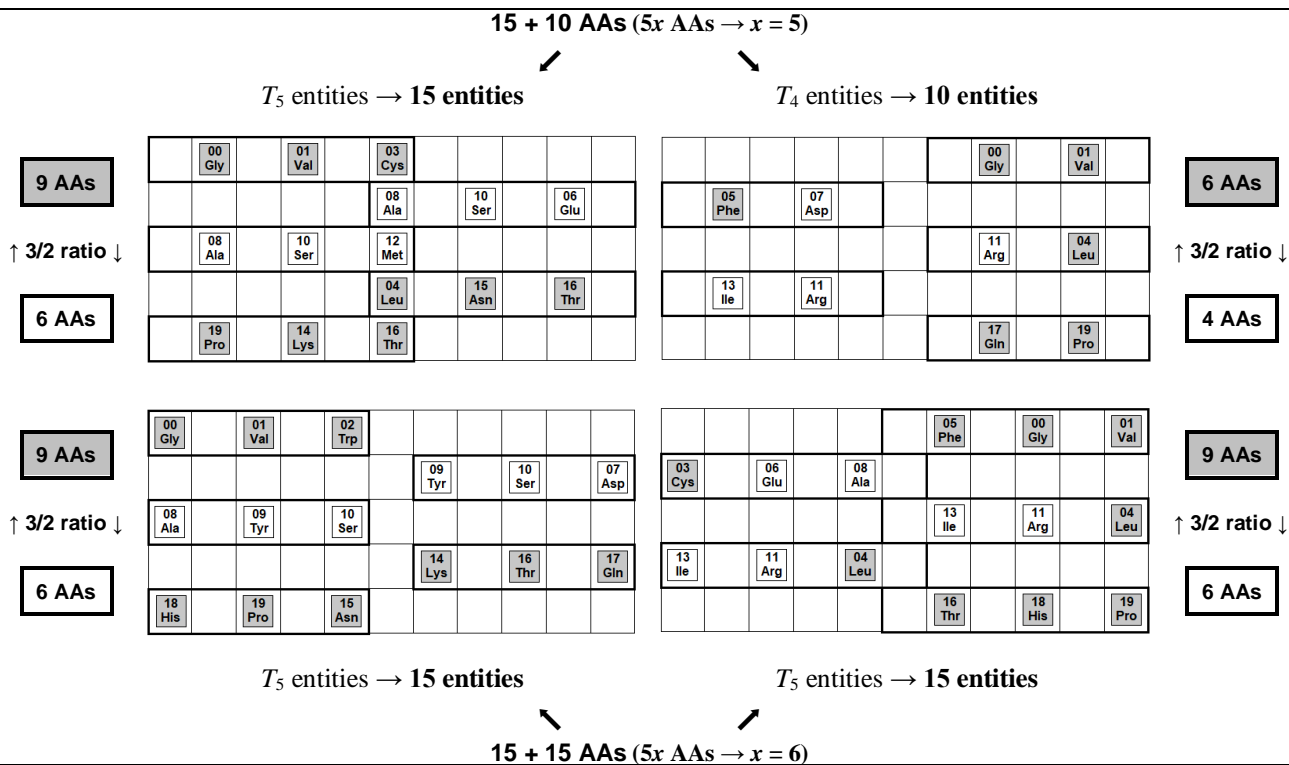 15 + 10 AAs (5x AAs → x = 5)
T5 entities → 15 entities
T4 entities → 10 entities
9 AAs
↑ 3/2 ratio ↓
6 AAs
00 Gly
01 Val
03 Cys
08 Ala
10 Ser
06 Glu
08 Ala
10 Ser
12 Met
04 Leu
15 Asn
16 Thr
19 Pro
14 Lys
16 Thr
00 Gly
01 Val
05 Phe
07 Asp
11 Arg
04 Leu
13 Ile
11 Arg
17 Gln
19 Pro
6 AAs
↑ 3/2 ratio ↓
4 AAs
9 AAs
↑ 3/2 ratio ↓
6 AAs
00 Gly
01 Val
02 Trp
09 Tyr
10 Ser
07 Asp
08 Ala
09 Tyr
10 Ser
14 Lys
16 Thr
17 Gln
18 His
19 Pro
15 Asn
05 Phe
00 Gly
01 Val
03 Cys
06 Glu
08 Ala
13 Ile
11 Arg
04 Leu
13 Ile
11 Arg
04 Leu
16 Thr
18 His
19 Pro
9 AAs
↑ 3/2 ratio ↓
6 AAs
T5 entities → 15 entities
T5 entities → 15 entities
15 + 15 AAs (5x AAs → x = 6)